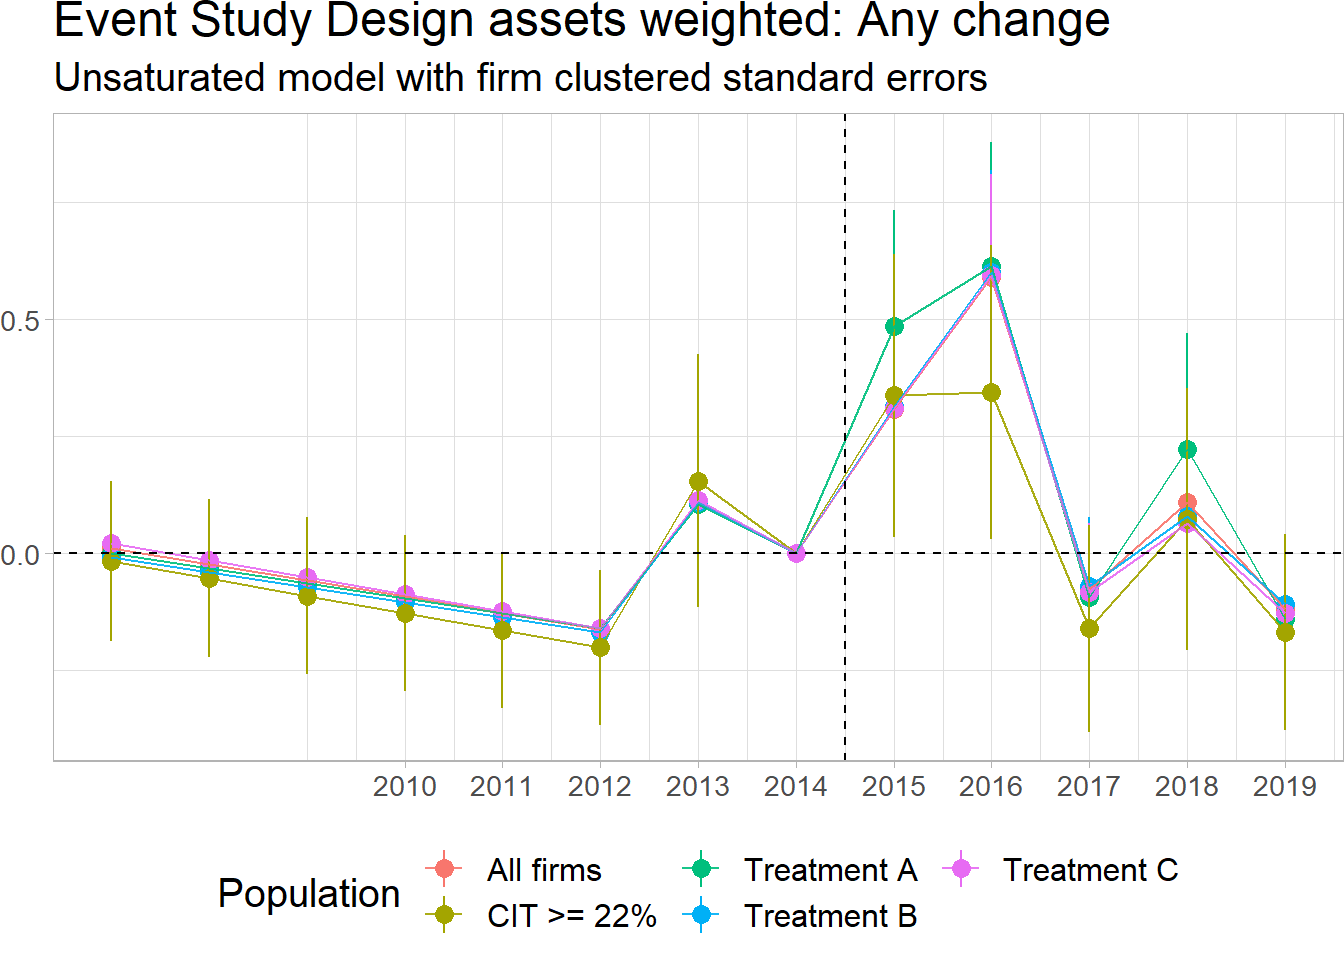 Event Study Design assets weighted: Any change
Unsaturated model with firm clustered standard errors
0.5
0.0
2010 2011 2012 2013 2014 2015 2016 2017 2018 2019
Population
All firms
CIT >= 22%
Treatment A
Treatment B
Treatment C